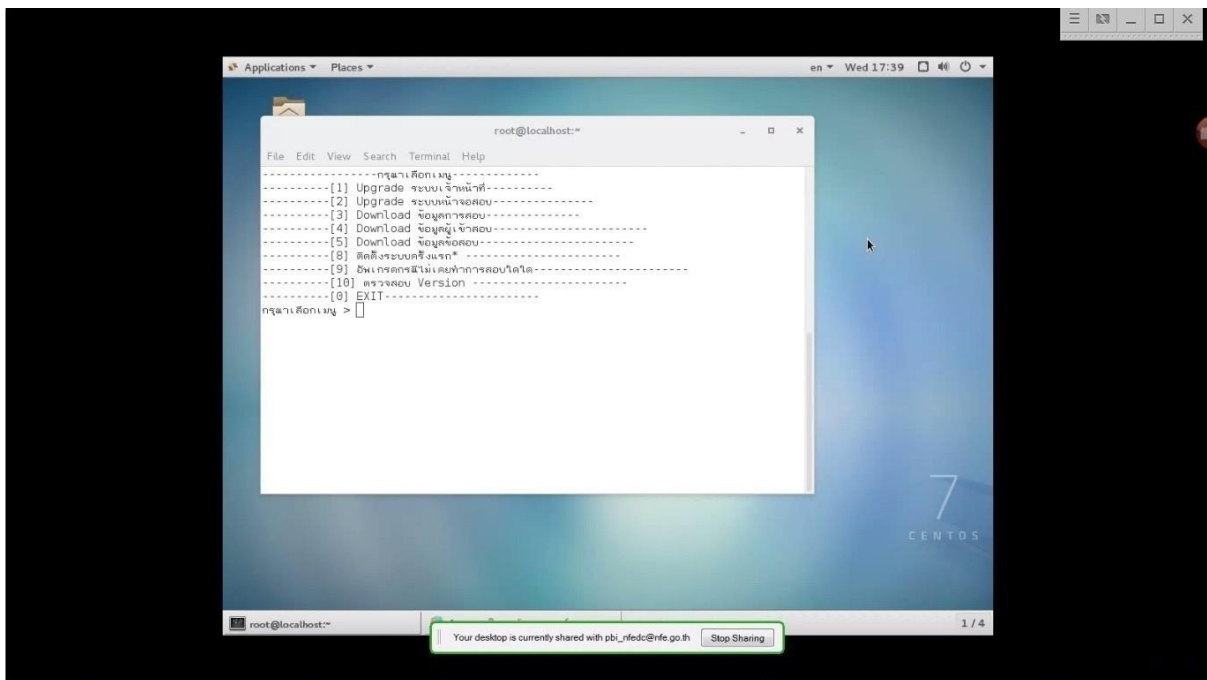 Applications Places en Wed 17:39
root@localhost:~
File Edit View Search Terminal Help
-----------------กรุณาเลือกเมนู-------------
----------[1] Upgrade ระบบเจ้าหน้าที่----------
----------[2] Upgrade ระบบหน้าจอสอบ---------------
----------[3] Download ข้อมูลการสอบ--------------
----------[4] Download ข้อมูลผู้เข้าสอบ-----------------------
----------[5] Download ข้อมูลข้อสอบ-----------------------
----------[8] ติดตั้งระบบครั้งแรก* -----------------------
----------[9] อัพเกรดกรณีไม่เคยทำการสอบใดใด-----------------------
----------[10] ตรวจสอบ Version -----------------------
----------[0] EXIT-----------------------
กรุณาเลือกเมนู >
7
CENTOS
root@localhost:~
1 / 4
Your desktop is currently shared with pbi_nfedc@nfe.go.th Stop Sharing